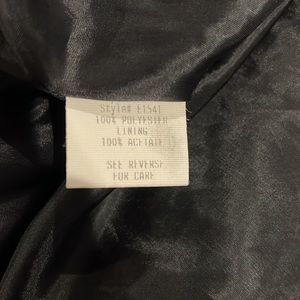 Style# E1541
100% POLYESTER
LINING
100% ACETATE
SEE REVERSE
FOR CARE